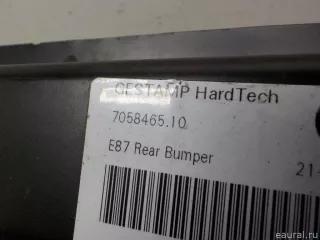 GESTAMP HardTech
7058465.10
E87 Rear Bumper
21-
eaural.ru